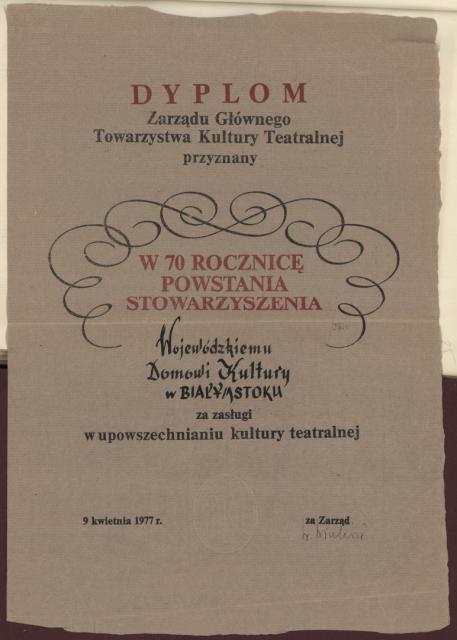 DYPLOM
Zarządu Głównego
Towarzystwa Kultury Teatralnej
przyznany
W 70 ROCZNICĘ
POWSTANIA
STOWARZYSZENIA
Wojewódzkiemu
Domowi Kultury
w BIAŁYMSTOKU
za zasługi
w upowszechnianiu kultury teatralnej
9 kwietnia 1977 r.
za Zarząd